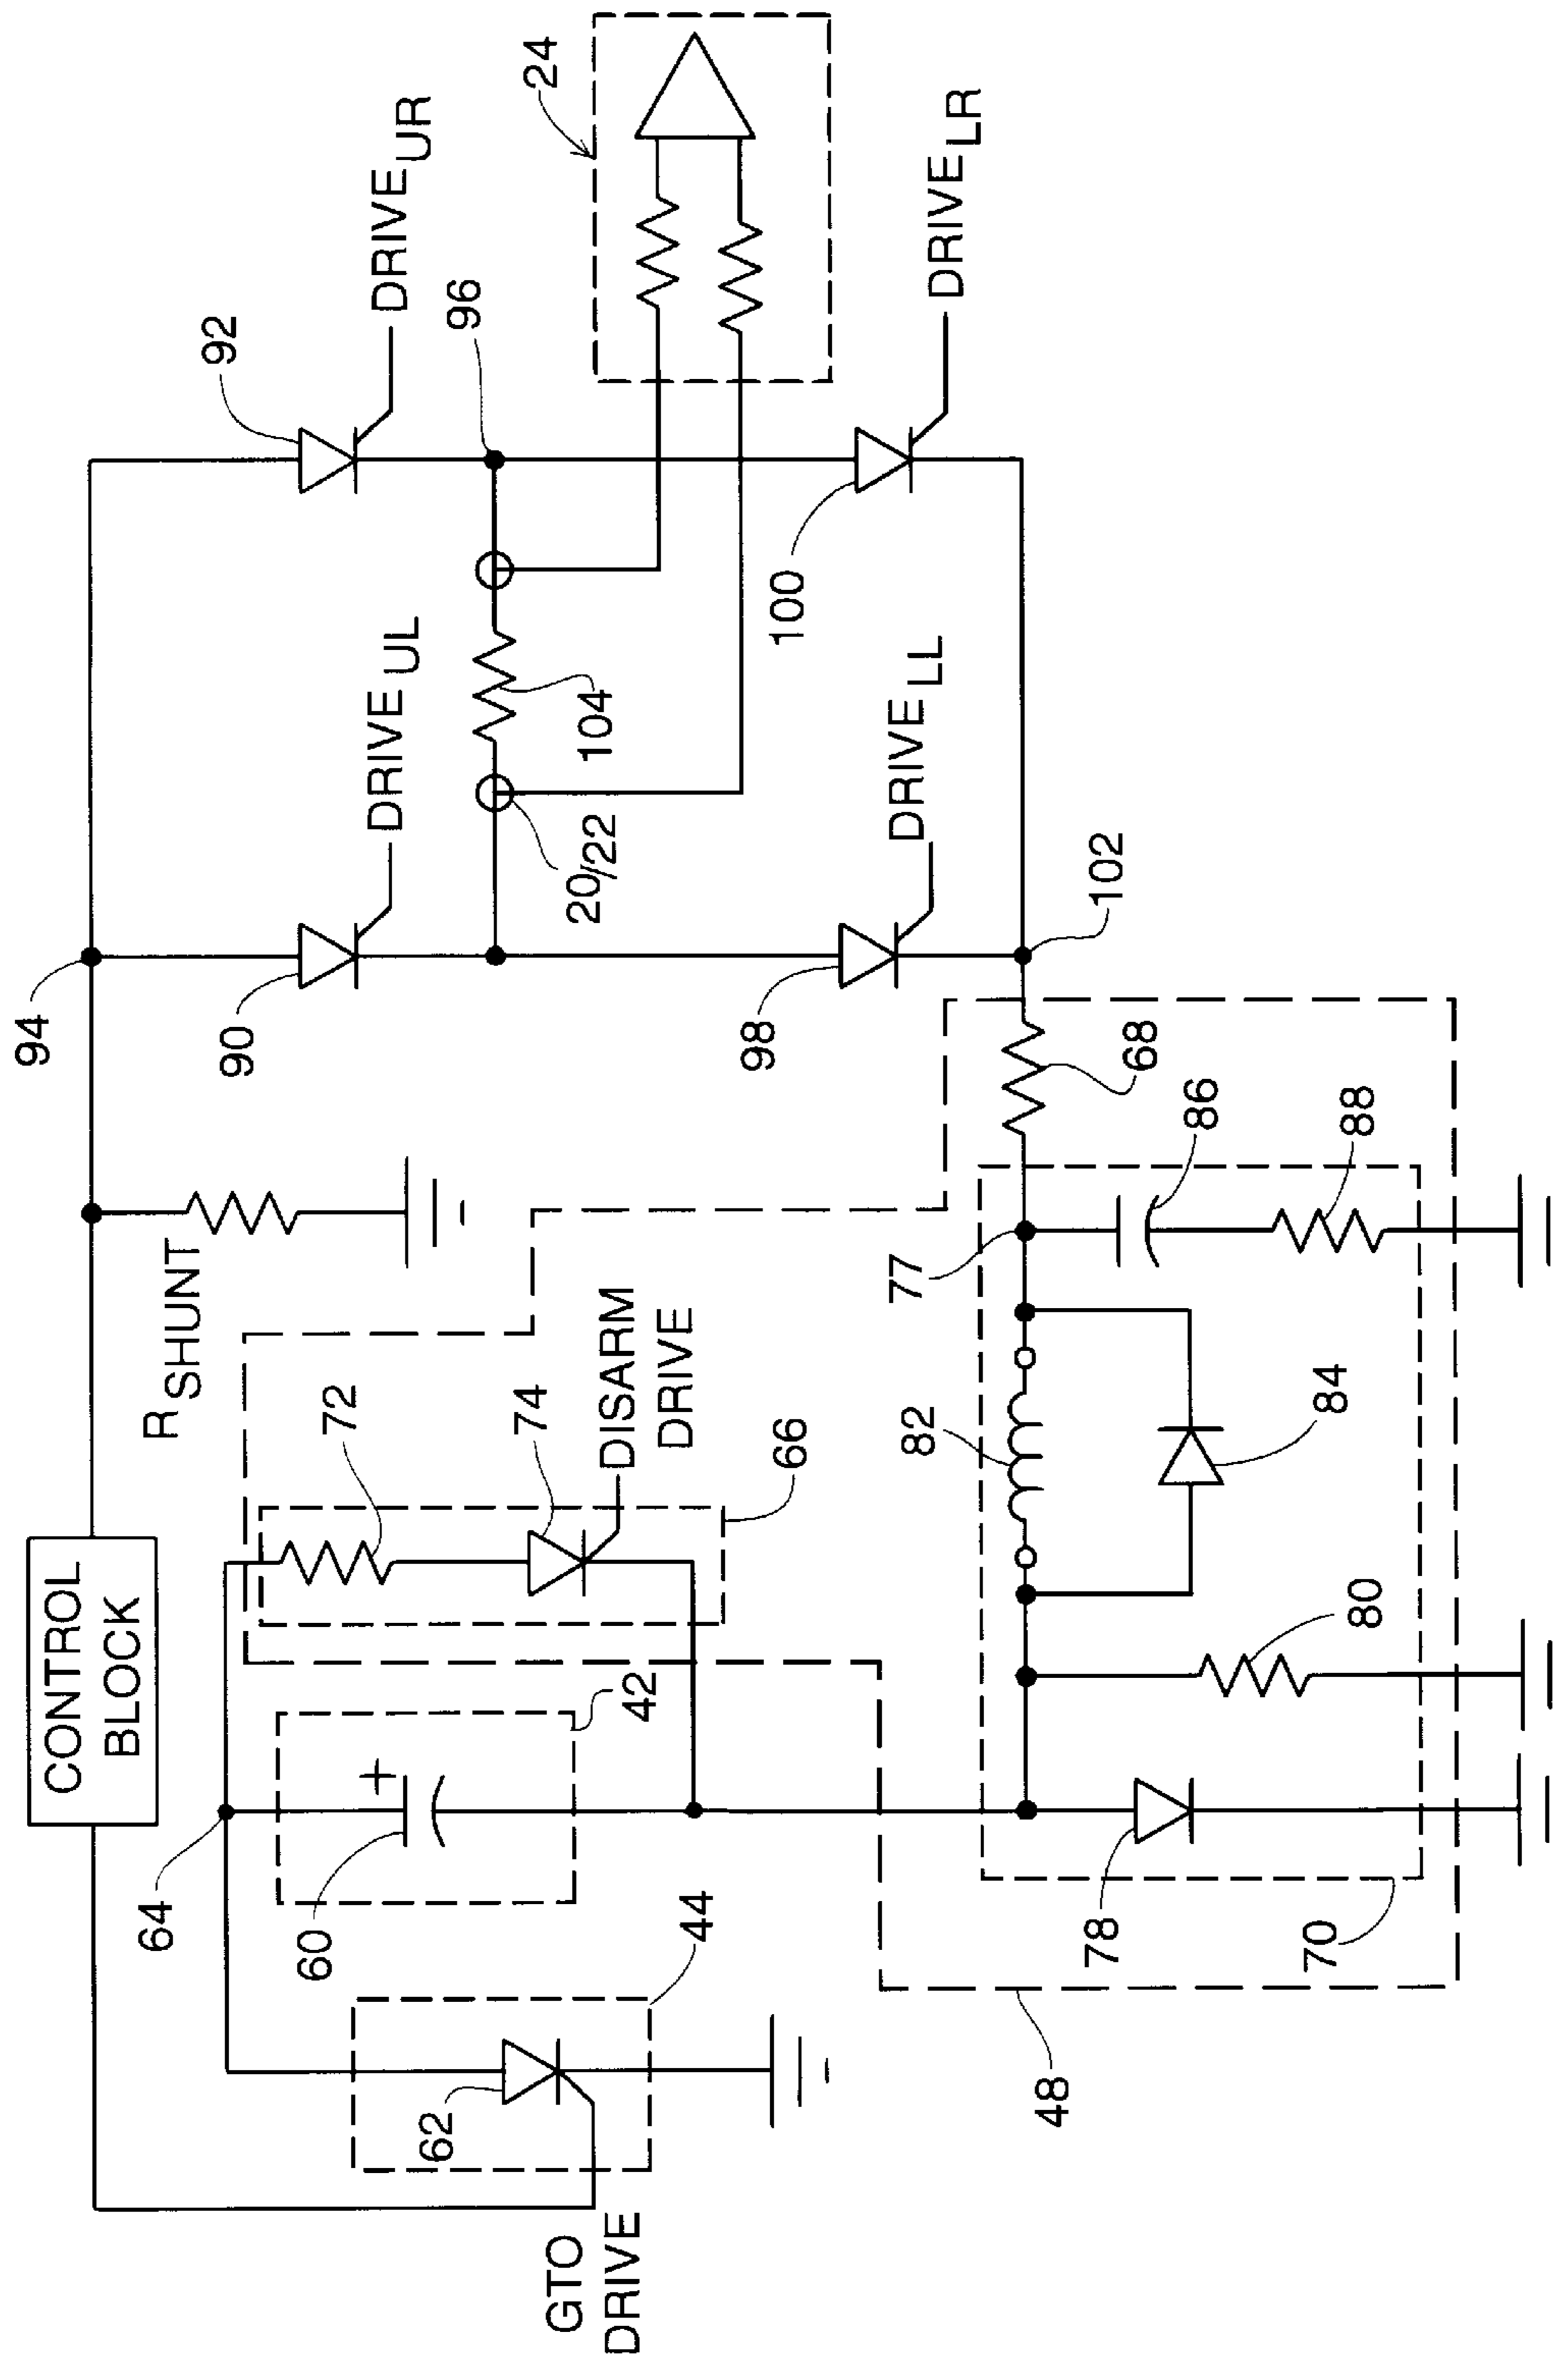 CONTROL
BLOCK
94
R SHUNT
92
DRIVE UR
90
DRIVE UL
96
24
64
60
42
72
74
DISARM
DRIVE
66
62
44
GTO
DRIVE
104
20/22
98
DRIVE LL
100
DRIVE LR
102
68
77
86
88
82
84
80
78
70
48